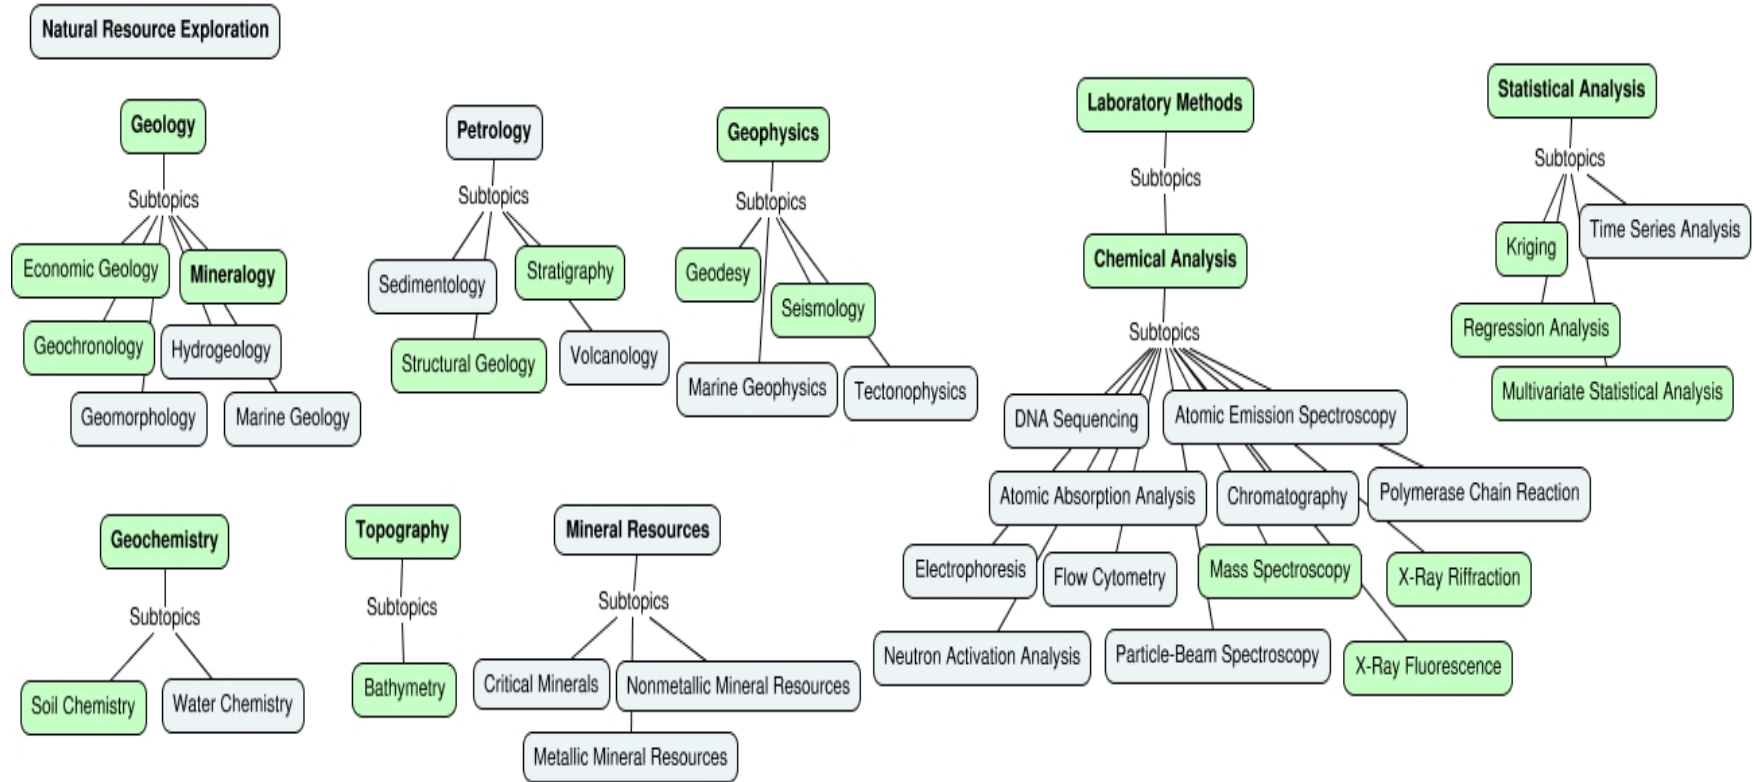 Natural Resource Exploration
Geology
Subtopics
Economic Geology
Mineralogy
Geochronology
Hydrogeology
Geomorphology
Marine Geology
Petrology
Subtopics
Sedimentology
Stratigraphy
Structural Geology
Volcanology
Geophysics
Subtopics
Geodesy
Seismology
Marine Geophysics
Tectonophysics
Laboratory Methods
Subtopics
Chemical Analysis
Subtopics
DNA Sequencing
Atomic Emission Spectroscopy
Atomic Absorption Analysis
Chromatography
Polymerase Chain Reaction
Electrophoresis
Flow Cytometry
Mass Spectroscopy
X-Ray Riffraction
Neutron Activation Analysis
Particle-Beam Spectroscopy
X-Ray Fluorescence
Statistical Analysis
Subtopics
Kriging
Time Series Analysis
Regression Analysis
Multivariate Statistical Analysis
Geochemistry
Subtopics
Soil Chemistry
Water Chemistry
Topography
Subtopics
Bathymetry
Mineral Resources
Subtopics
Critical Minerals
Nonmetallic Mineral Resources
Metallic Mineral Resources